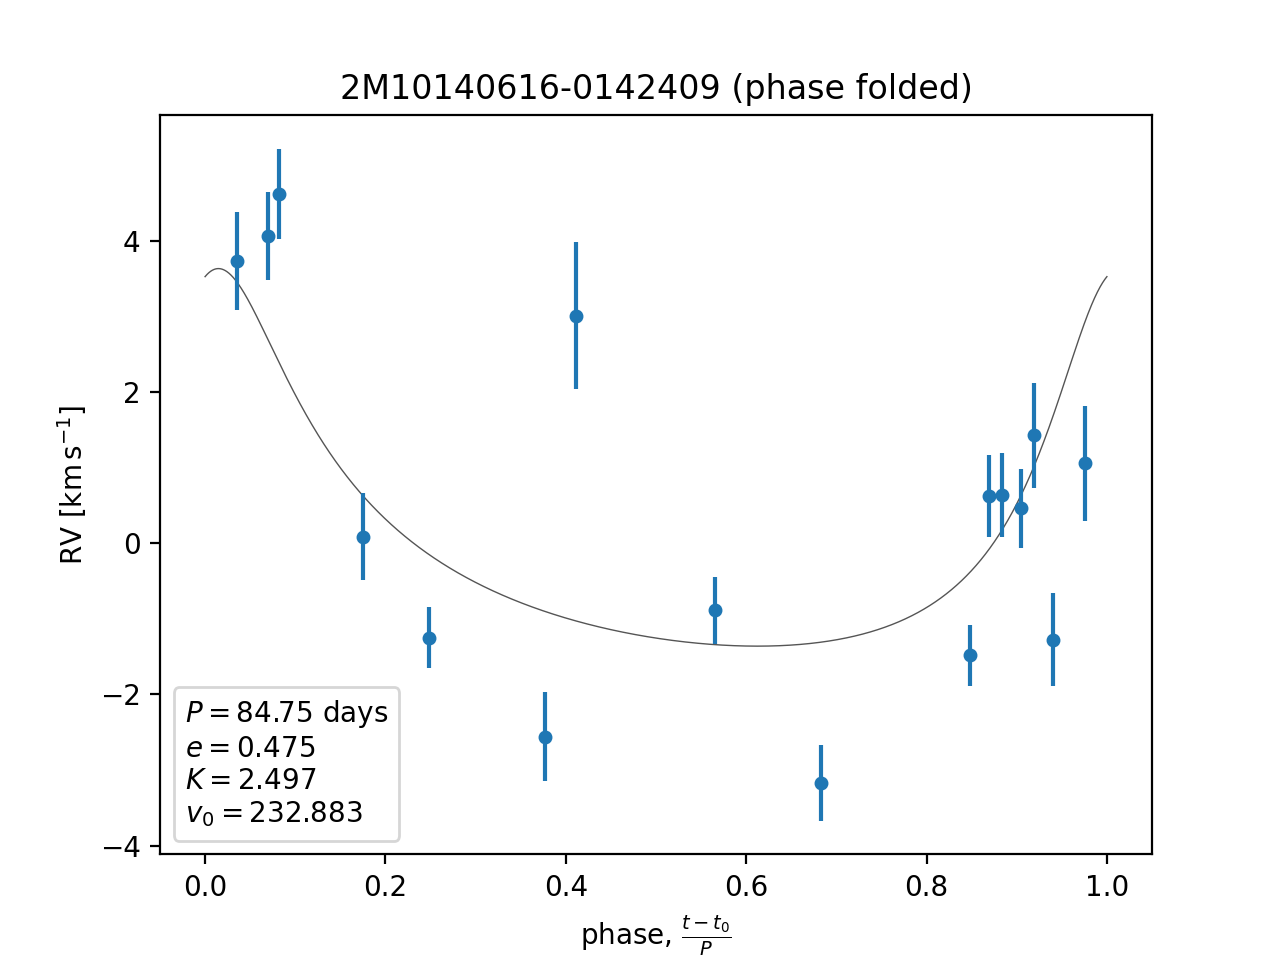 2M10140616-0142409 (phase folded)
RV [km s⁻¹]
4
2
0
−2
−4
P = 84.75 days
e = 0.475
K = 2.497
v₀ = 232.883
0.0 0.2 0.4 0.6 0.8 1.0
phase, (t − t₀)/P